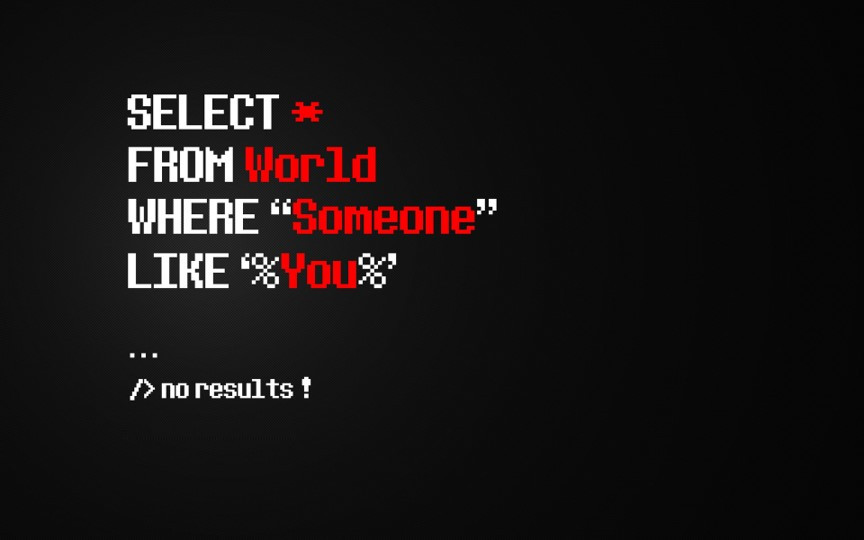 SELECT *
FROM World
WHERE “Someone”
LIKE ‘%You%’
...
/> no results !